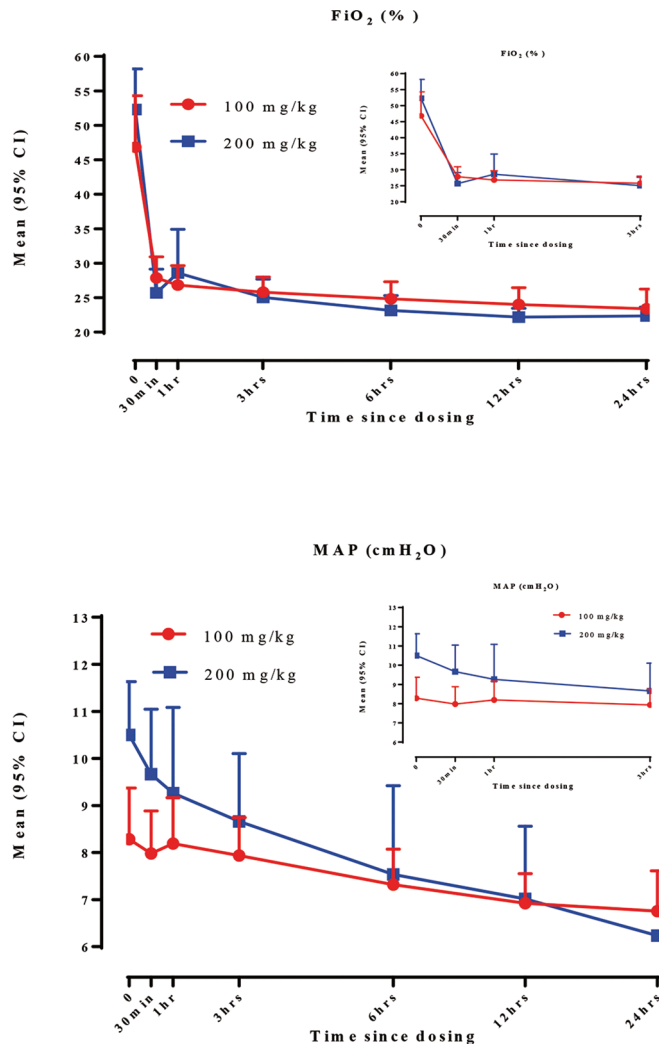 FiO2 (%)
60
55
50
45
40
35
30
25
20
Mean (95% CI)
100 mg/kg
200 mg/kg
0
30min
1hr
3hrs
6hrs
12hrs
24hrs
Time since dosing
FiO2 (%)
60
55
50
45
40
35
30
25
20
Mean (95% CI)
0
30min
1hr
3hrs
Time since dosing
MAP (cmH2O)
13
12
11
10
9
8
7
6
Mean (95% CI)
100 mg/kg
200 mg/kg
0
30min
1hr
3hrs
6hrs
12hrs
24hrs
Time since dosing
MAP (cmH2O)
13
12
11
10
9
8
7
6
Mean (95% CI)
100 mg/kg
200 mg/kg
0
30min
1hr
3hrs
Time since dosing